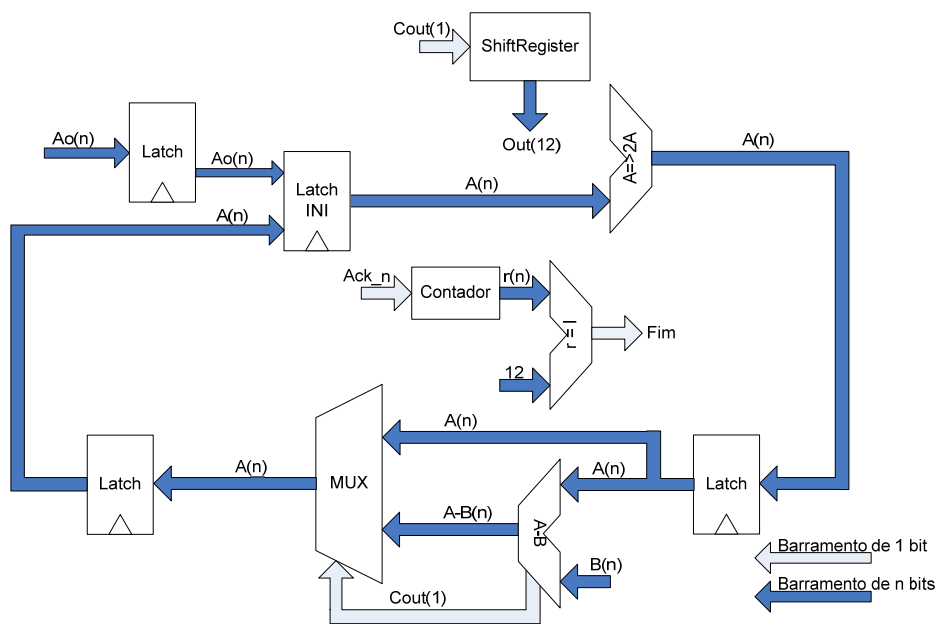 Cout(1)
ShiftRegister
Out(12)
Ao(n)
Latch
Ao(n)
A(n)
Latch
INI
A(n)
A=>2A
A(n)
Ack_n
Contador
r(n)
12
r = I
Fim
A(n)
A(n)
Latch
A(n)
MUX
A-B(n)
A-B
B(n)
Latch
Cout(1)
Barramento de 1 bit
Barramento de n bits